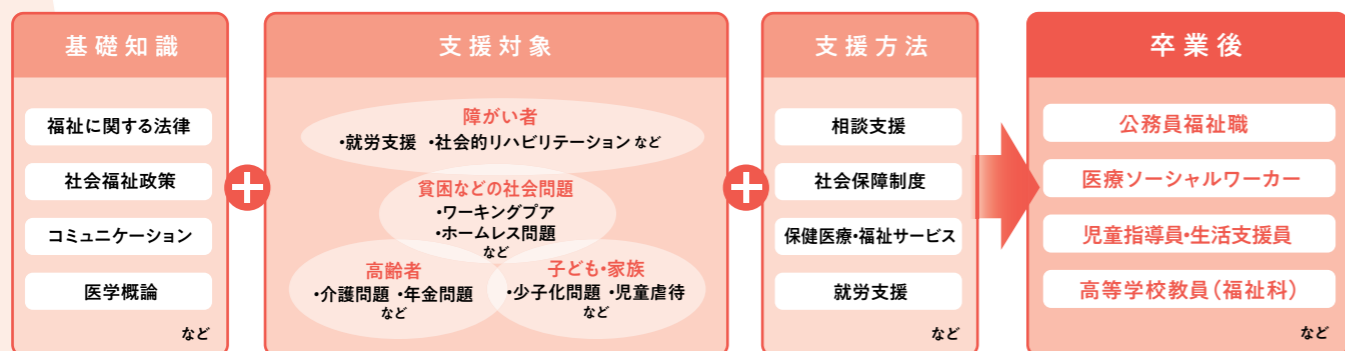 基礎知識
福祉に関する法律
社会福祉政策
コミュニケーション
医学概論
など
支援対象
障がい者
・就労支援 ・社会的リハビリテーション など
貧困などの社会問題
・ワーキングプア
・ホームレス問題
など
高齢者
・介護問題 ・年金問題
など
子ども・家族
・少子化問題 ・児童虐待
など
支援方法
相談支援
社会保障制度
保健医療・福祉サービス
就労支援
など
卒業後
公務員福祉職
医療ソーシャルワーカー
児童指導員・生活支援員
高等学校教員（福祉科）
など